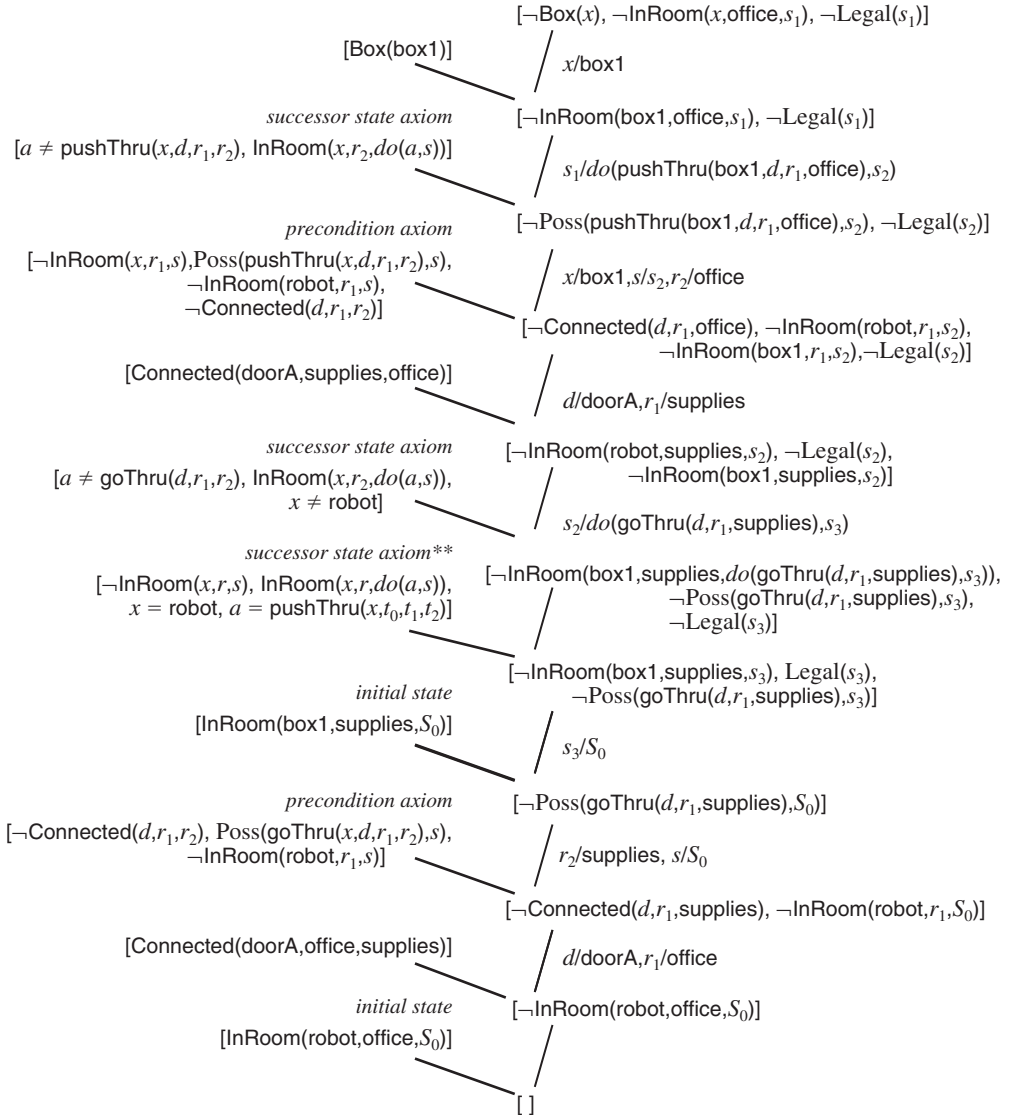 [¬Box(x), ¬InRoom(x,office,s₁), ¬Legal(s₁)]
[Box(box1)]
x/box1
successor state axiom
[¬InRoom(box1,office,s₁), ¬Legal(s₁)]
[a ≠ pushThru(x,d,r₁,r₂), InRoom(x,r₂,do(a,s))]
s₁/do(pushThru(box1,d,r₁,office),s₂)
[¬Poss(pushThru(box1,d,r₁,office),s₂), ¬Legal(s₂)]
precondition axiom
[¬InRoom(x,r₁,s),Poss(pushThru(x,d,r₁,r₂),s),
¬InRoom(robot,r₁,s),
¬Connected(d,r₁,r₂)]
x/box1,s/s₂,r₂/office
[¬Connected(d,r₁,office), ¬InRoom(robot,r₁,s₂),
¬InRoom(box1,r₁,s₂),¬Legal(s₂)]
[Connected(doorA,supplies,office)]
d/doorA,r₁/supplies
successor state axiom
[¬InRoom(robot,supplies,s₂), ¬Legal(s₂),
¬InRoom(box1,supplies,s₂)]
[a ≠ goThru(d,r₁,r₂), InRoom(x,r₂,do(a,s)),
x ≠ robot]
s₂/do(goThru(d,r₁,supplies),s₃)
successor state axiom**
[¬InRoom(x,r,s), InRoom(x,r,do(a,s)),
x = robot, a = pushThru(x,t₀,t₁,t₂)]
[¬InRoom(box1,supplies,do(goThru(d,r₁,supplies),s₃)),
¬Poss(goThru(d,r₁,supplies),s₃),
¬Legal(s₃)]
[¬InRoom(box1,supplies,s₃), Legal(s₃),
¬Poss(goThru(d,r₁,supplies),s₃)]
initial state
[InRoom(box1,supplies,S₀)]
s₃/S₀
precondition axiom
[¬Poss(goThru(d,r₁,supplies),S₀)]
[¬Connected(d,r₁,r₂), Poss(goThru(x,d,r₁,r₂),s),
¬InRoom(robot,r₁,s)]
r₂/supplies, s/S₀
[¬Connected(d,r₁,supplies), ¬InRoom(robot,r₁,S₀)]
[Connected(doorA,office,supplies)]
d/doorA,r₁/office
initial state
[¬InRoom(robot,office,S₀)]
[InRoom(robot,office,S₀)]
[ ]